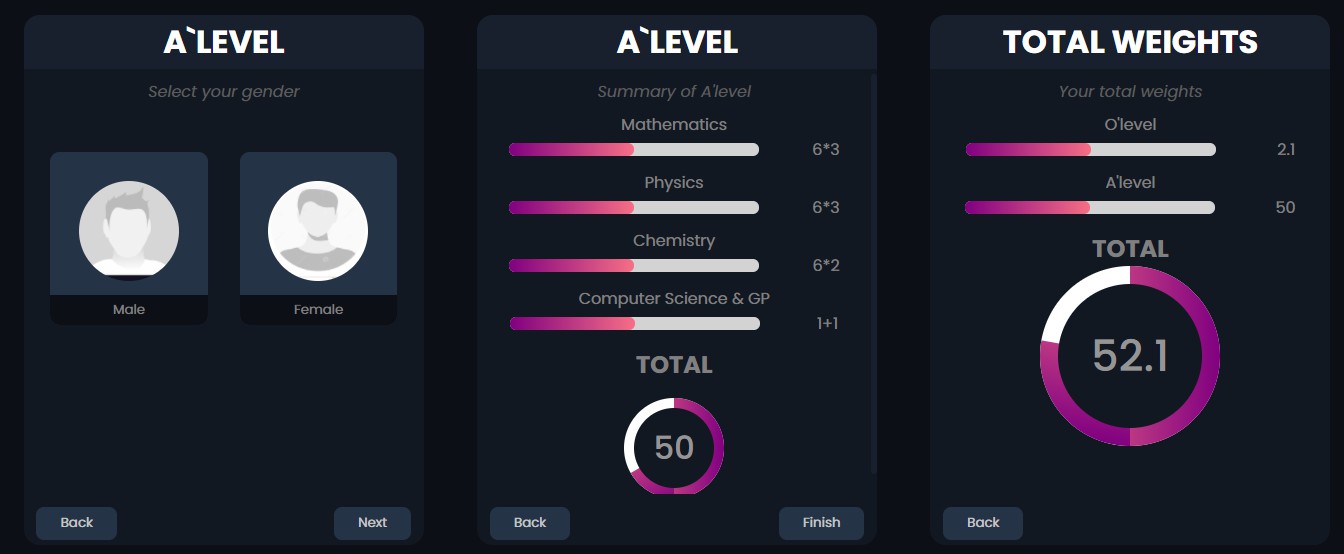 A`LEVEL
Select your gender
Male
Female
Back
Next
A`LEVEL
Summary of A'level
Mathematics
6*3
Physics
6*3
Chemistry
6*2
Computer Science & GP
1+1
TOTAL
50
Back
Finish
TOTAL WEIGHTS
Your total weights
O'level
2.1
A'level
50
TOTAL
52.1
Back